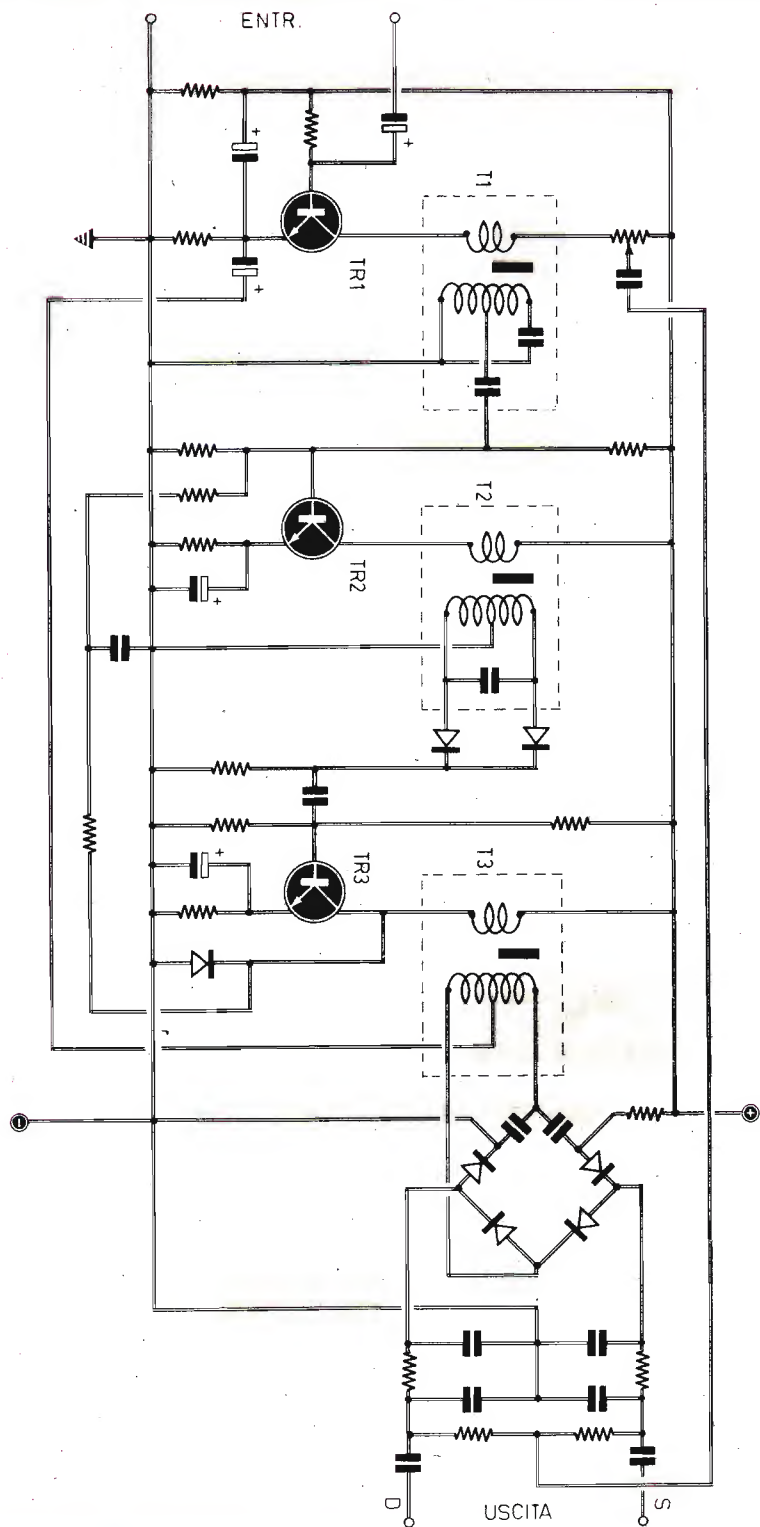 ENTR.
T1
TR1
T2
TR2
T3
TR3
+
+
+
+
+
-
D
USCITA
S